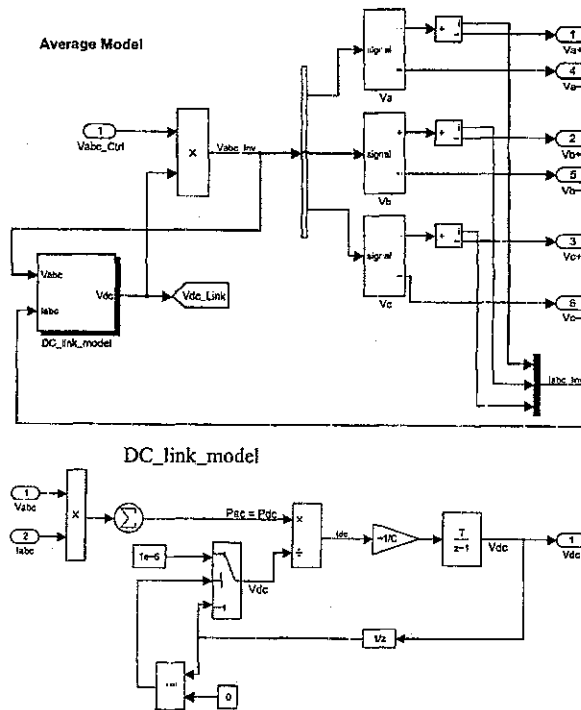 Average Model
signal
+
−
Va
+
i
−
1
Va+
4
Va−
1
Vabc_Ctrl
×
Vabc_Inv
signal
+
−
Vb
+
i
−
2
Vb+
5
Vb−
signal
+
−
Vc
+
i
−
3
Vc+
6
Vc−
Vabc
Iabc
Vdc
DC_link_model
Vdc_Link
Iabc_Inv
DC_link_model
1
Vabc
2
Iabc
×
Σ
Pac = Pdc
×
÷
Idc
−1/C
T
z−1
Vdc
1
Vdc
1e−6
Vdc
1/z
0